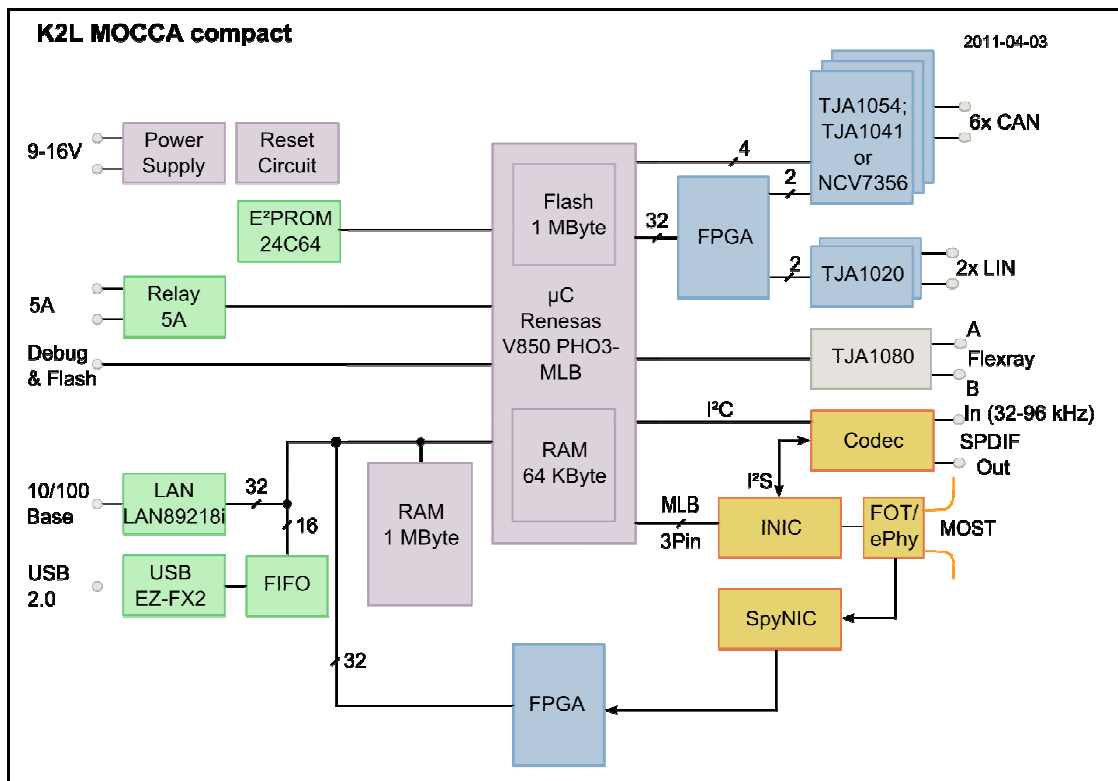 K2L MOCCA compact
2011-04-03
9-16V
Power
Supply
Reset
Circuit
E²PROM
24C64
5A
Relay
5A
Debug
& Flash
10/100
Base
LAN
LAN89218i
32
16
USB
2.0
USB
EZ-FX2
FIFO
RAM
1 MByte
32
Flash
1 MByte
µC
Renesas
V850 PHO3-
MLB
RAM
64 KByte
4
32
FPGA
2
2
TJA1054;
TJA1041
or
NCV7356
6x CAN
TJA1020
2x LIN
TJA1080
A
Flexray
B
I²C
Codec
In (32-96 kHz)
SPDIF
Out
I²S
MLB
3Pin
INIC
FOT/
ePhy
MOST
SpyNIC
FPGA